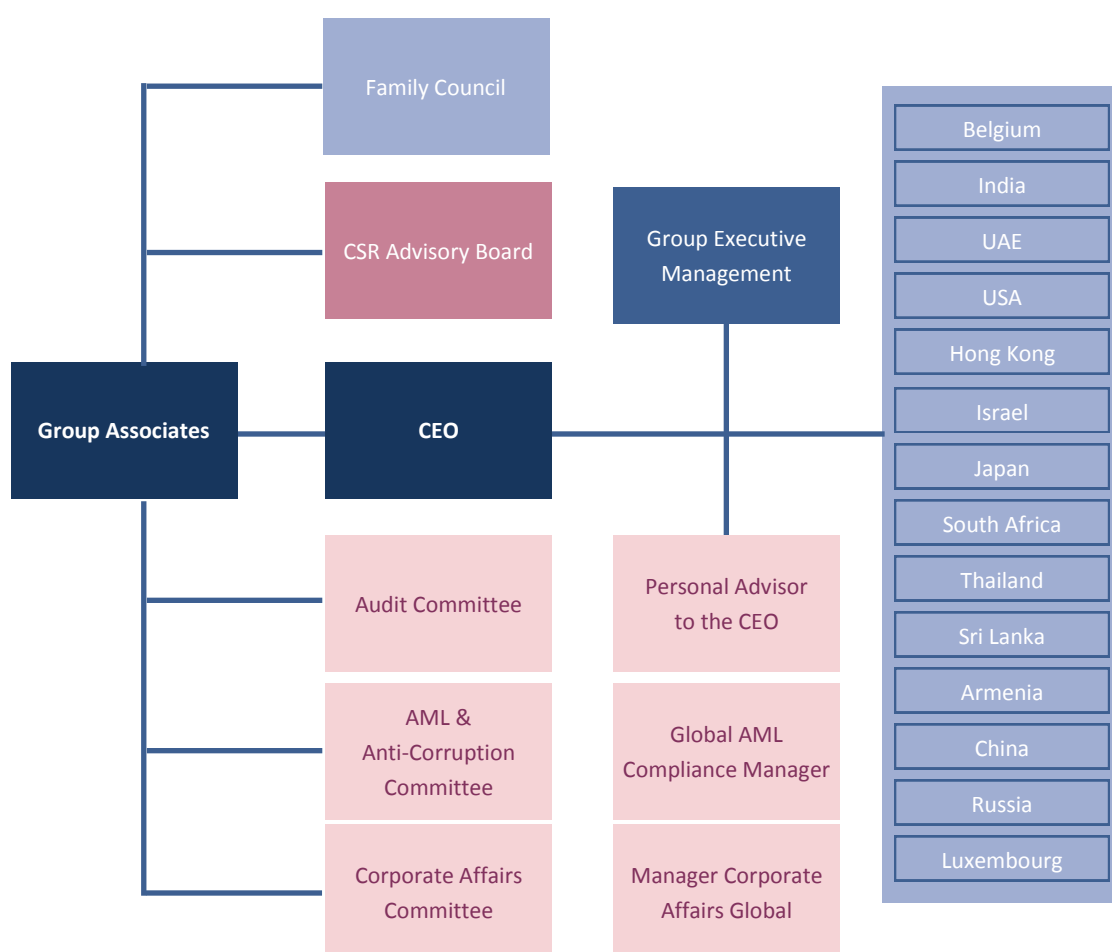 Family Council
CSR Advisory Board
Group Executive
Management
Group Associates
CEO
Audit Committee
Personal Advisor
to the CEO
AML &
Anti-Corruption
Committee
Global AML
Compliance Manager
Corporate Affairs
Committee
Manager Corporate
Affairs Global
Belgium
India
UAE
USA
Hong Kong
Israel
Japan
South Africa
Thailand
Sri Lanka
Armenia
China
Russia
Luxembourg